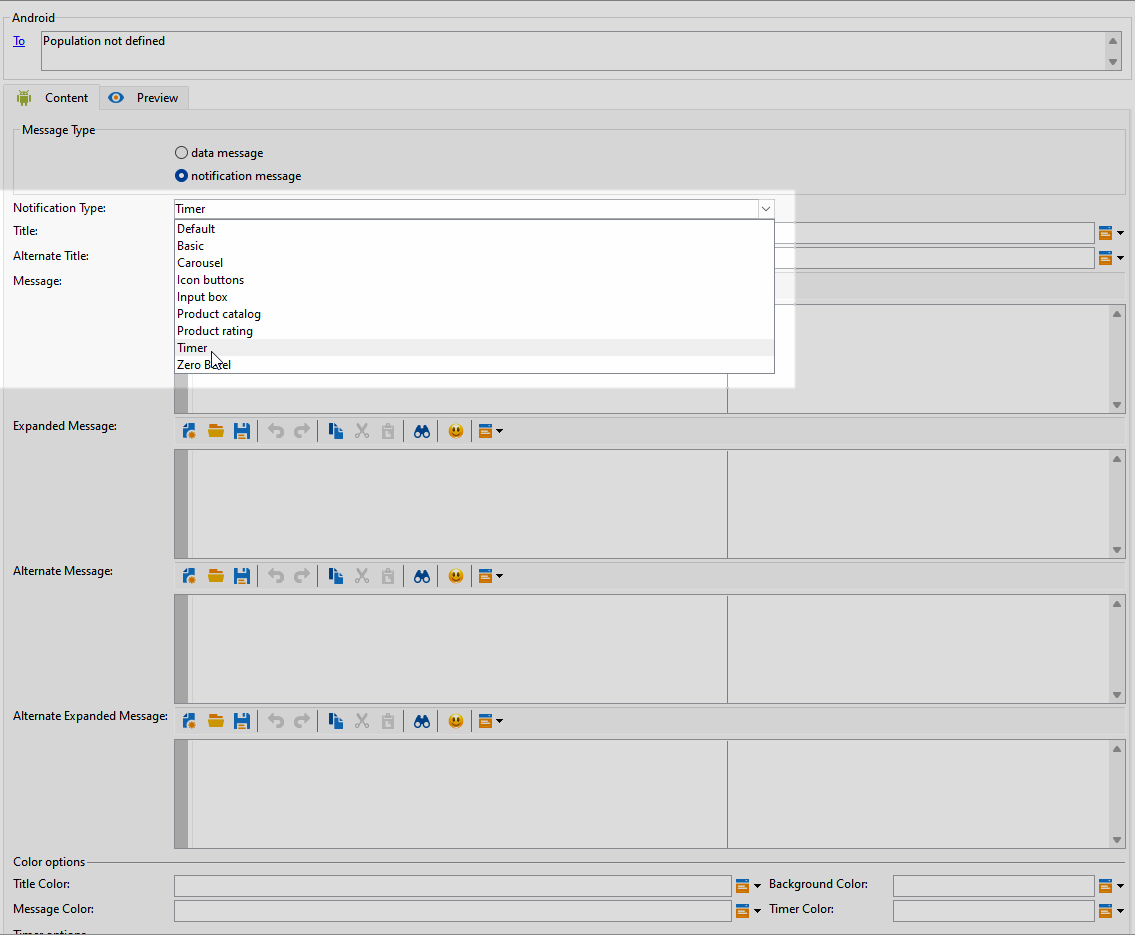 Android
To Population not defined
Content Preview
Message Type
data message
notification message
Notification Type: Timer
Title: Default
Basic
Alternate Title: Carousel
Message: Icon buttons
Input box
Product catalog
Product rating
Timer
Zero
Expanded Message:
Alternate Message:
Alternate Expanded Message:
Color options
Title Color: Background Color:
Message Color: Timer Color:
Timer options